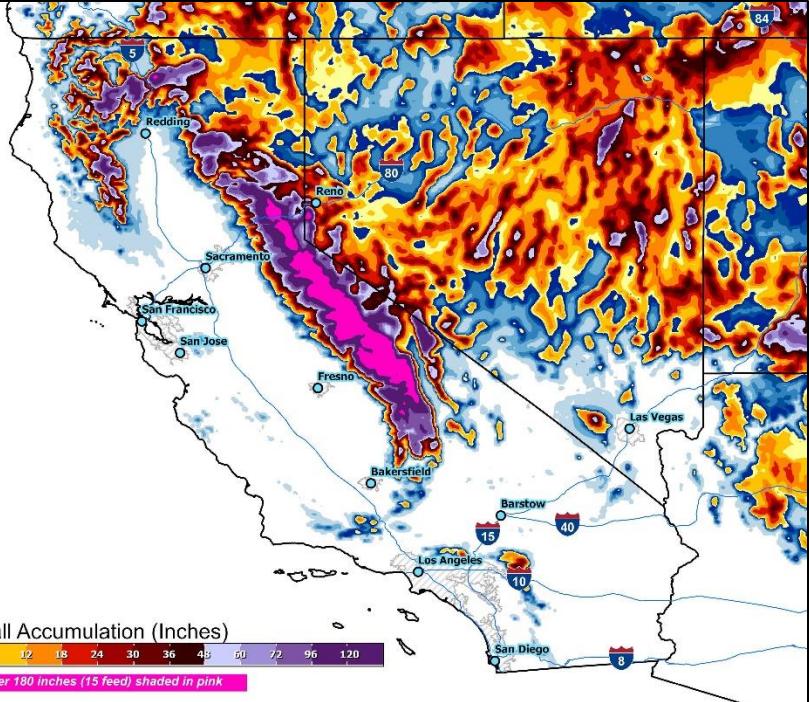 84
5
Redding
80
Reno
Sacramento
San Francisco
San Jose
Fresno
Las Vegas
Bakersfield
Barstow
15
40
Los Angeles
10
San Diego
8
all Accumulation (Inches)
12 18 24 30 36 48 60 72 96 120
er 180 inches (15 feed) shaded in pink